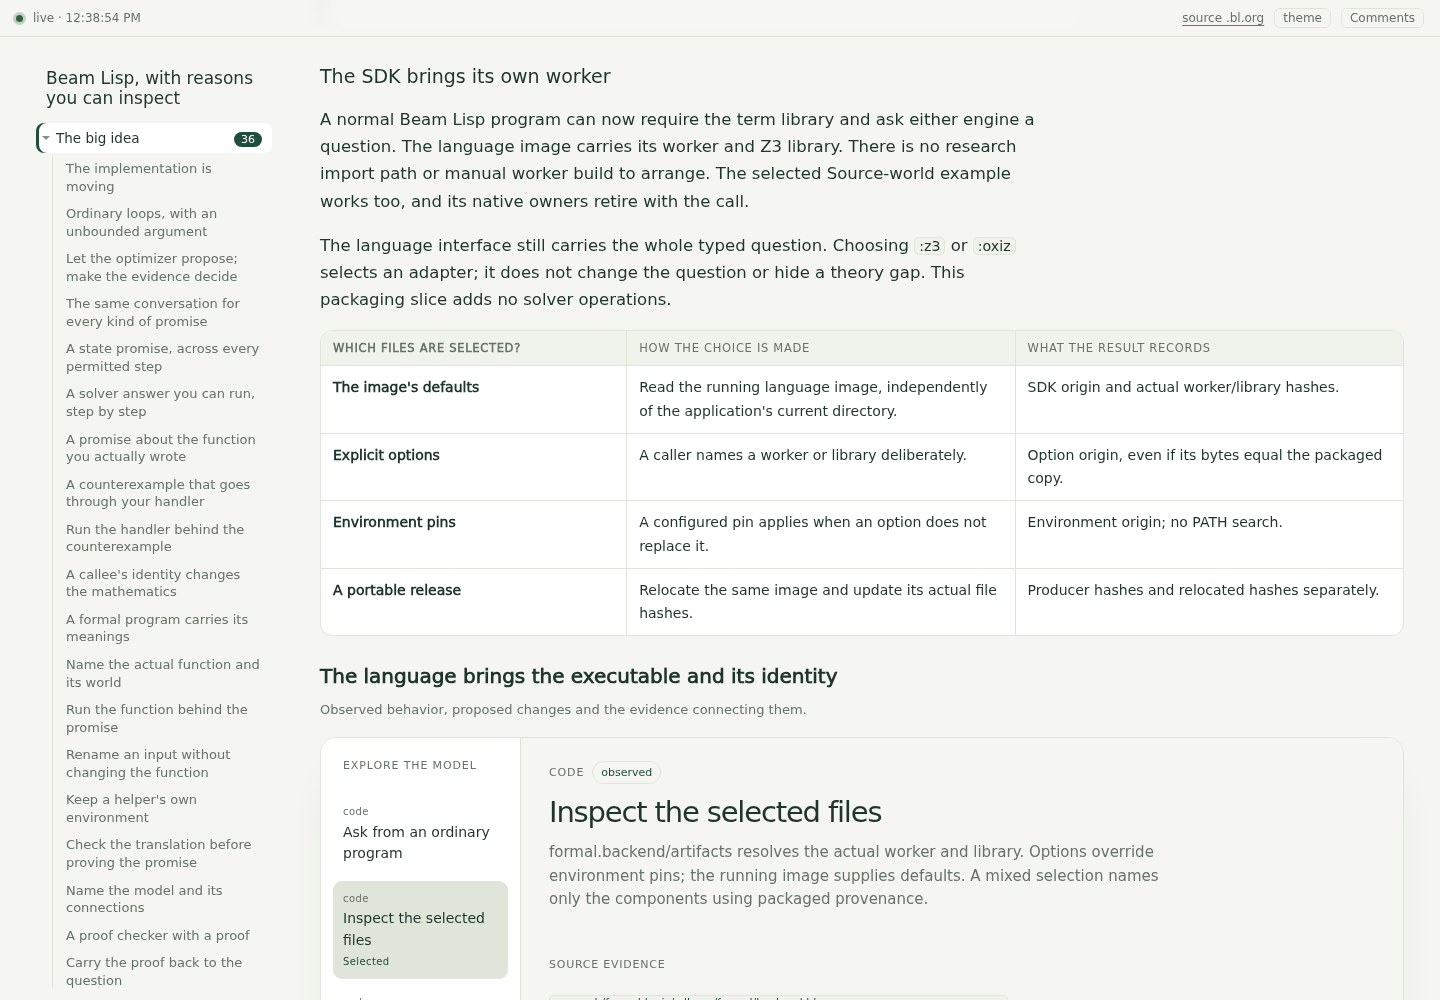 live · 12:38:54 PM
source .bl.org
theme
Comments
Beam Lisp, with reasons
you can inspect
The big idea
36
The implementation is
moving
Ordinary loops, with an
unbounded argument
Let the optimizer propose;
make the evidence decide
The same conversation for
every kind of promise
A state promise, across every
permitted step
A solver answer you can run,
step by step
A promise about the function
you actually wrote
A counterexample that goes
through your handler
Run the handler behind the
counterexample
A callee's identity changes
the mathematics
A formal program carries its
meanings
Name the actual function and
its world
Run the function behind the
promise
Rename an input without
changing the function
Keep a helper's own
environment
Check the translation before
proving the promise
Name the model and its
connections
A proof checker with a proof
Carry the proof back to the
question
The SDK brings its own worker
A normal Beam Lisp program can now require the term library and ask either engine a
question. The language image carries its worker and Z3 library. There is no research
import path or manual worker build to arrange. The selected Source-world example
works too, and its native owners retire with the call.
The language interface still carries the whole typed question. Choosing :z3 or :oxiz
selects an adapter; it does not change the question or hide a theory gap. This
packaging slice adds no solver operations.
WHICH FILES ARE SELECTED?
HOW THE CHOICE IS MADE
WHAT THE RESULT RECORDS
The image's defaults
Read the running language image, independently
of the application's current directory.
SDK origin and actual worker/library hashes.
Explicit options
A caller names a worker or library deliberately.
Option origin, even if its bytes equal the packaged
copy.
Environment pins
A configured pin applies when an option does not
replace it.
Environment origin; no PATH search.
A portable release
Relocate the same image and update its actual file
hashes.
Producer hashes and relocated hashes separately.
The language brings the executable and its identity
Observed behavior, proposed changes and the evidence connecting them.
EXPLORE THE MODEL
code
Ask from an ordinary
program
code
Inspect the selected
files
Selected
CODE observed
Inspect the selected files
formal.backend/artifacts resolves the actual worker and library. Options override
environment pins; the running image supplies defaults. A mixed selection names
only the components using packaged provenance.
SOURCE EVIDENCE